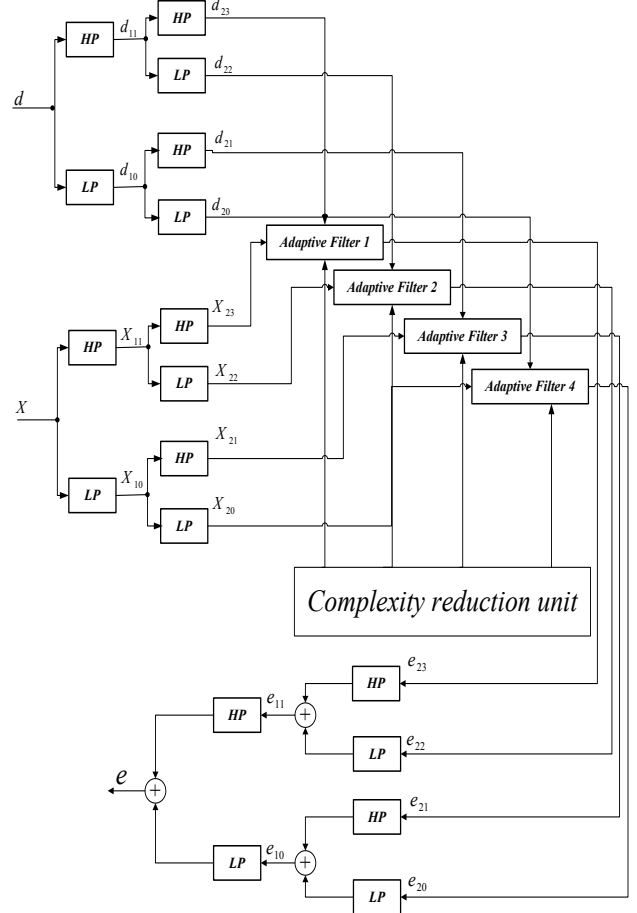 d
HP
d11
HP
d23
LP
d22
LP
d10
HP
d21
LP
d20
Adaptive Filter 1
Adaptive Filter 2
Adaptive Filter 3
Adaptive Filter 4
X
HP
X11
HP
X23
LP
X22
LP
X10
HP
X21
LP
X20
Complexity reduction unit
HP
e23
HP
e11
+
LP
e22
e
+
HP
e21
LP
e10
+
LP
e20